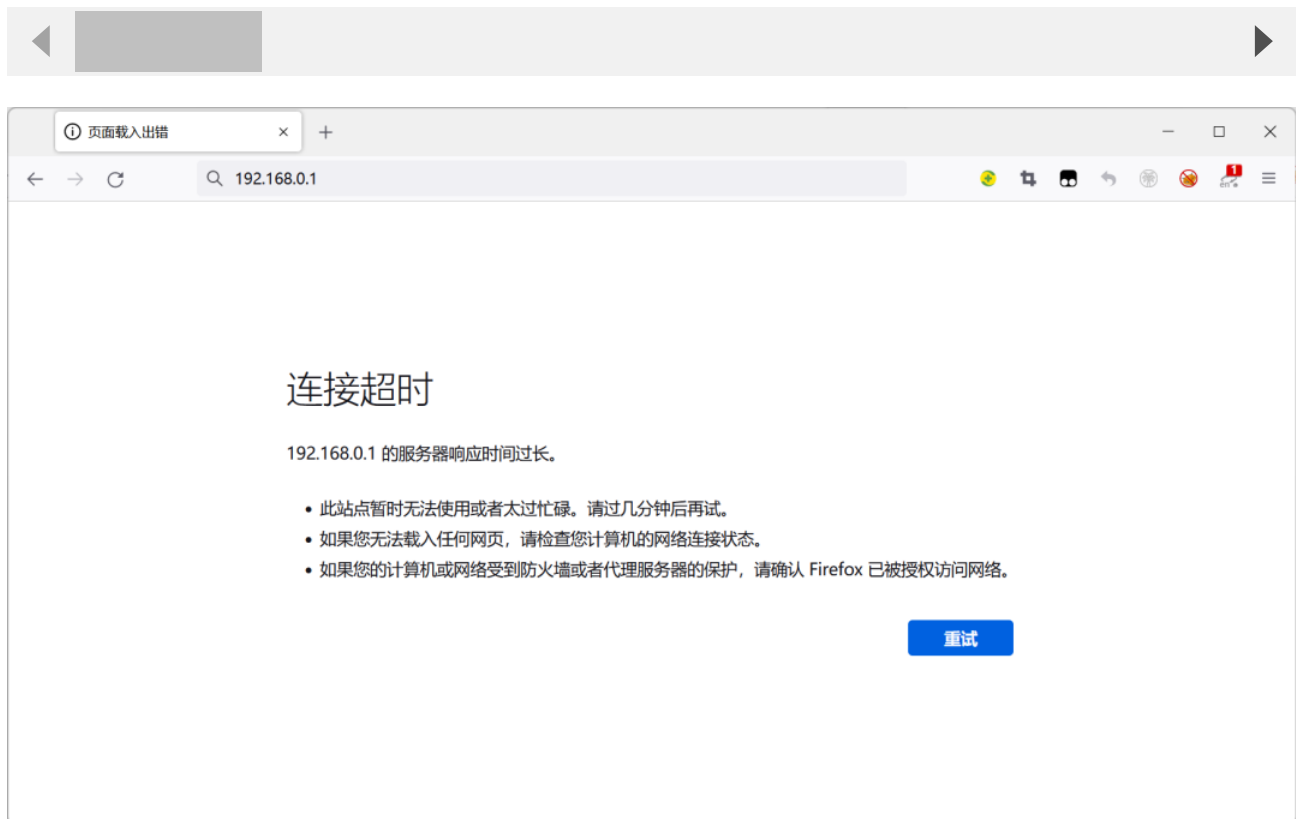 页面载入出错
192.168.0.1
1
连接超时
192.168.0.1 的服务器响应时间过长。
此站点暂时无法使用或者太过忙碌。请过几分钟后再试。
如果您无法载入任何网页，请检查您计算机的网络连接状态。
如果您的计算机或网络受到防火墙或者代理服务器的保护，请确认 Firefox 已被授权访问网络。
重试